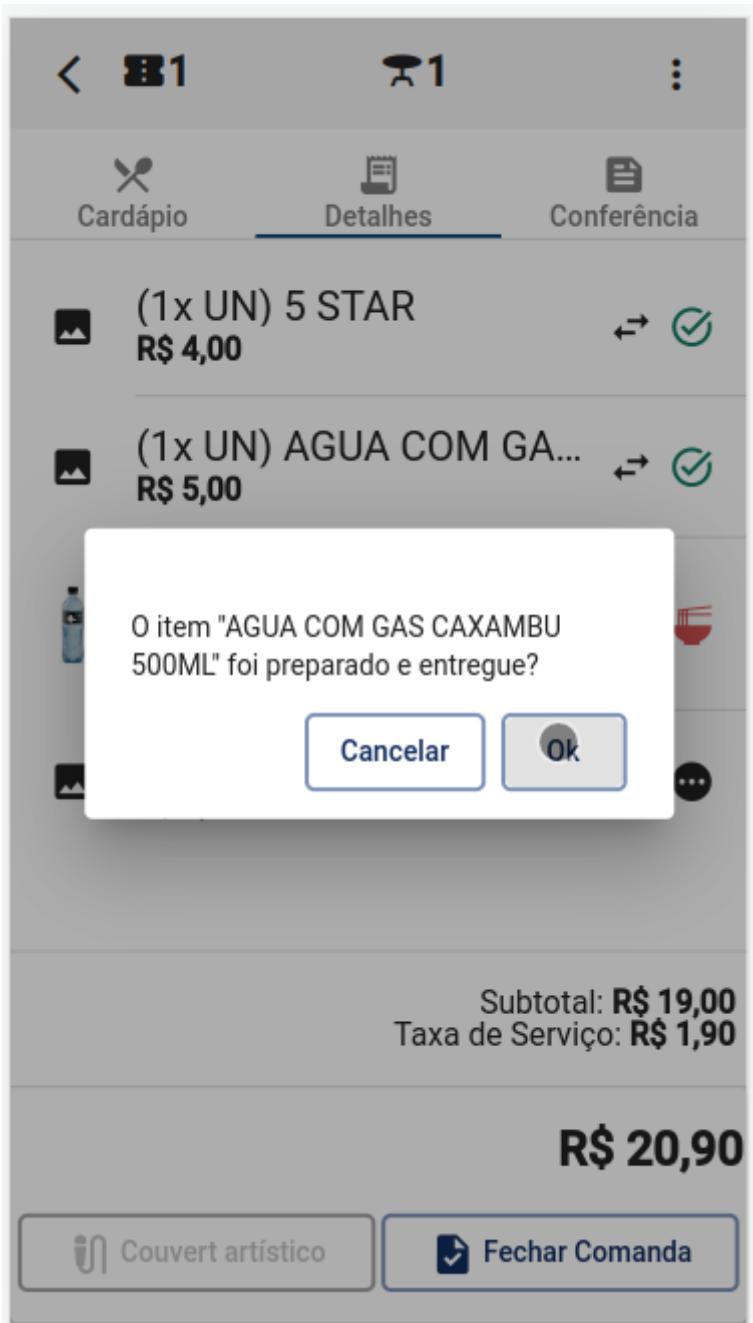 1
1
Cardápio
Detalhes
Conferência
(1x UN) 5 STAR
R$ 4,00
(1x UN) AGUA COM GA...
R$ 5,00
O item "AGUA COM GAS CAXAMBU
500ML" foi preparado e entregue?
Cancelar
Ok
Subtotal: R$ 19,00
Taxa de Serviço: R$ 1,90
R$ 20,90
Couvert artístico
Fechar Comanda